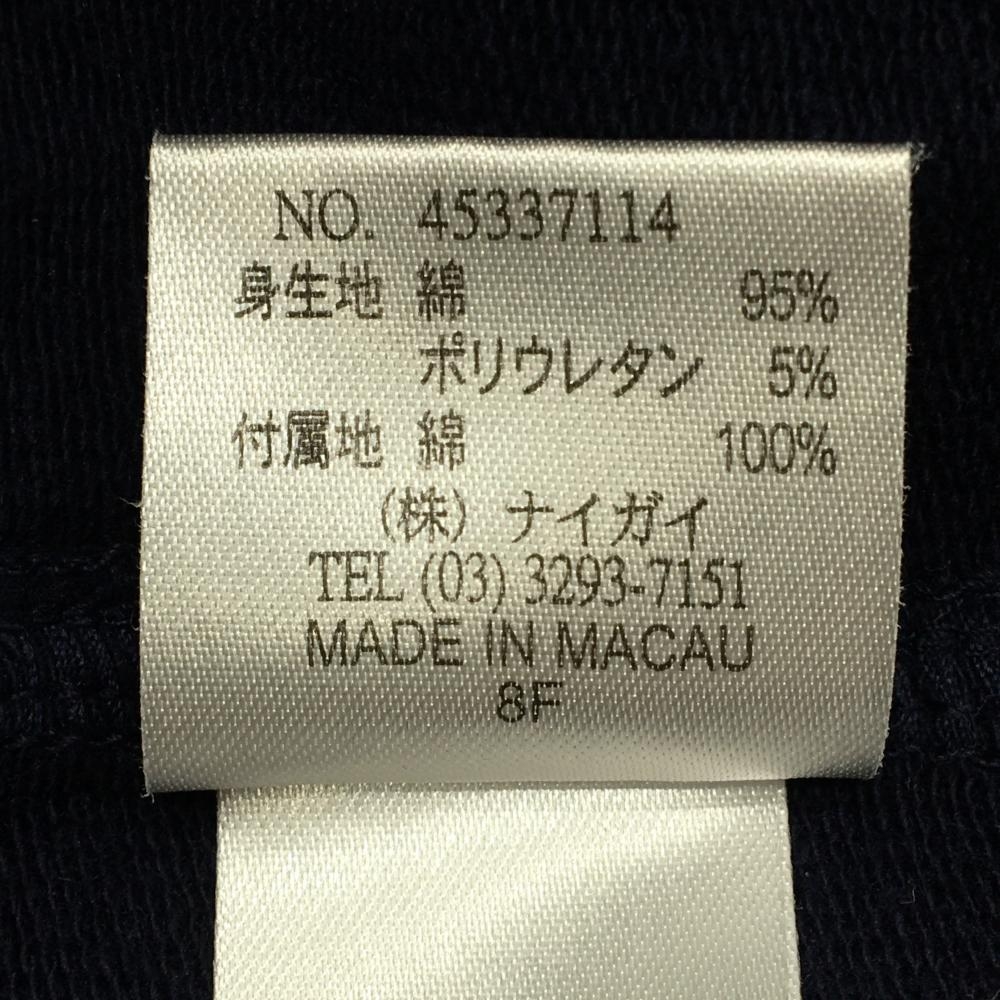 NO. 45337114
身生地 綿 95%
ポリウレタン 5%
付属地 綿 100%
(株) ナイガイ
TEL (03) 3293-7151
MADE IN MACAU
8F